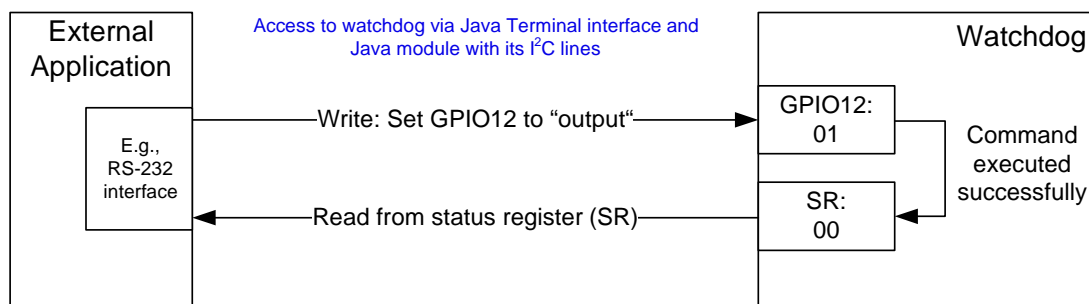 External
Application
Access to watchdog via Java Terminal interface and
Java module with its I²C lines
Watchdog
E.g.,
RS-232
interface
Write: Set GPIO12 to “output“
GPIO12:
01
Command
executed
successfully
Read from status register (SR)
SR:
00